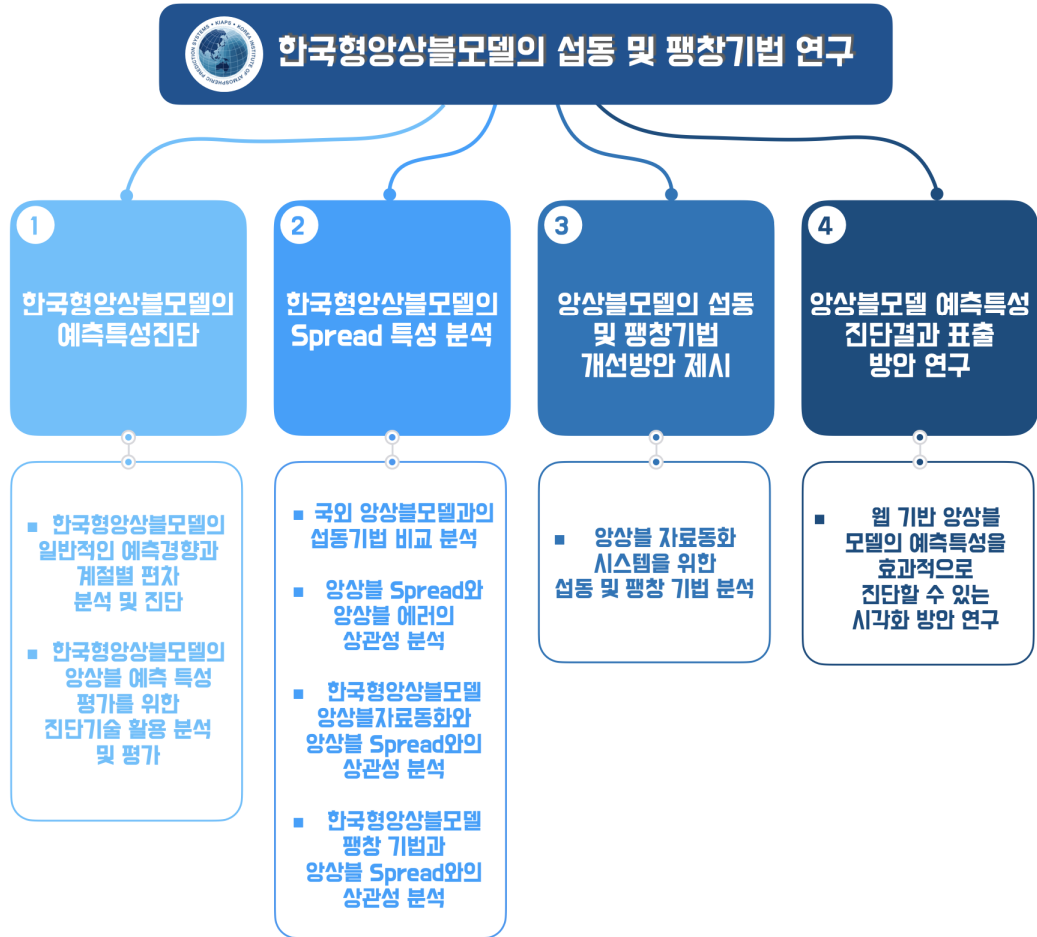 KIAPS • KOREA INSTITUTE OF ATMOSPHERIC PREDICTION SYSTEMS •
한국형앙상블모델의 섭동 및 팽창기법 연구
1
한국형앙상블모델의
예측특성진단
▪ 한국형앙상블모델의
일반적인 예측경향과
계절별 편차
분석 및 진단
▪ 한국형앙상블모델의
앙상블 예측 특성
평가를 위한
진단기술 활용 분석
및 평가
2
한국형앙상블모델의
Spread 특성 분석
▪ 국외 앙상블모델과의
섭동기법 비교 분석
▪ 앙상블 Spread와
앙상블 에러의
상관성 분석
▪ 한국형앙상블모델
앙상블자료동화와
앙상블 Spread와의
상관성 분석
▪ 한국형앙상블모델
팽창 기법과
앙상블 Spread와의
상관성 분석
3
앙상블모델의 섭동
및 팽창기법
개선방안 제시
▪ 앙상블 자료동화
시스템을 위한
섭동 및 팽창 기법 분석
4
앙상블모델 예측특성
진단결과 표출
방안 연구
▪ 웹 기반 앙상블
모델의 예측특성을
효과적으로
진단할 수 있는
시각화 방안 연구